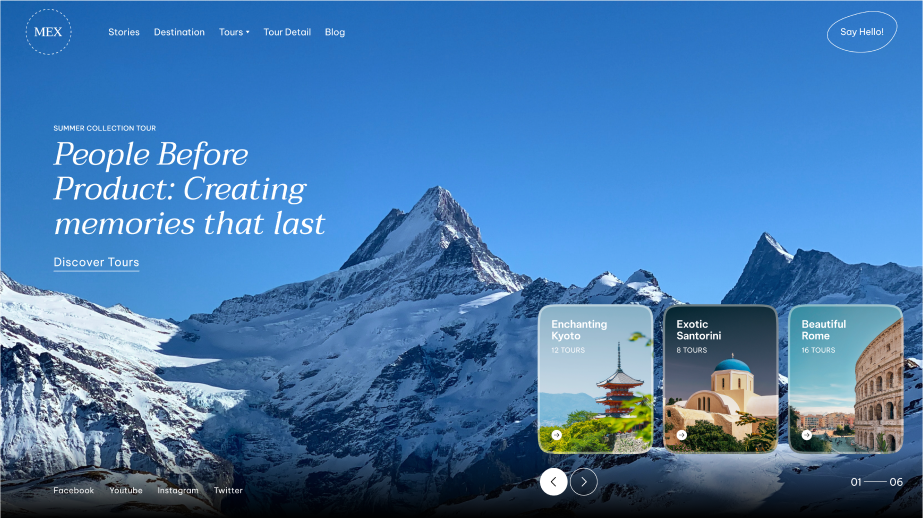 MEX
Stories
Destination
Tours
Tour Detail
Blog
Say Hello!
SUMMER COLLECTION TOUR
People Before
Product: Creating
memories that last
Discover Tours
Enchanting
Kyoto
12 TOURS
Exotic
Santorini
8 TOURS
Beautiful
Rome
16 TOURS
Facebook
Youtube
Instagram
Twitter
01
06